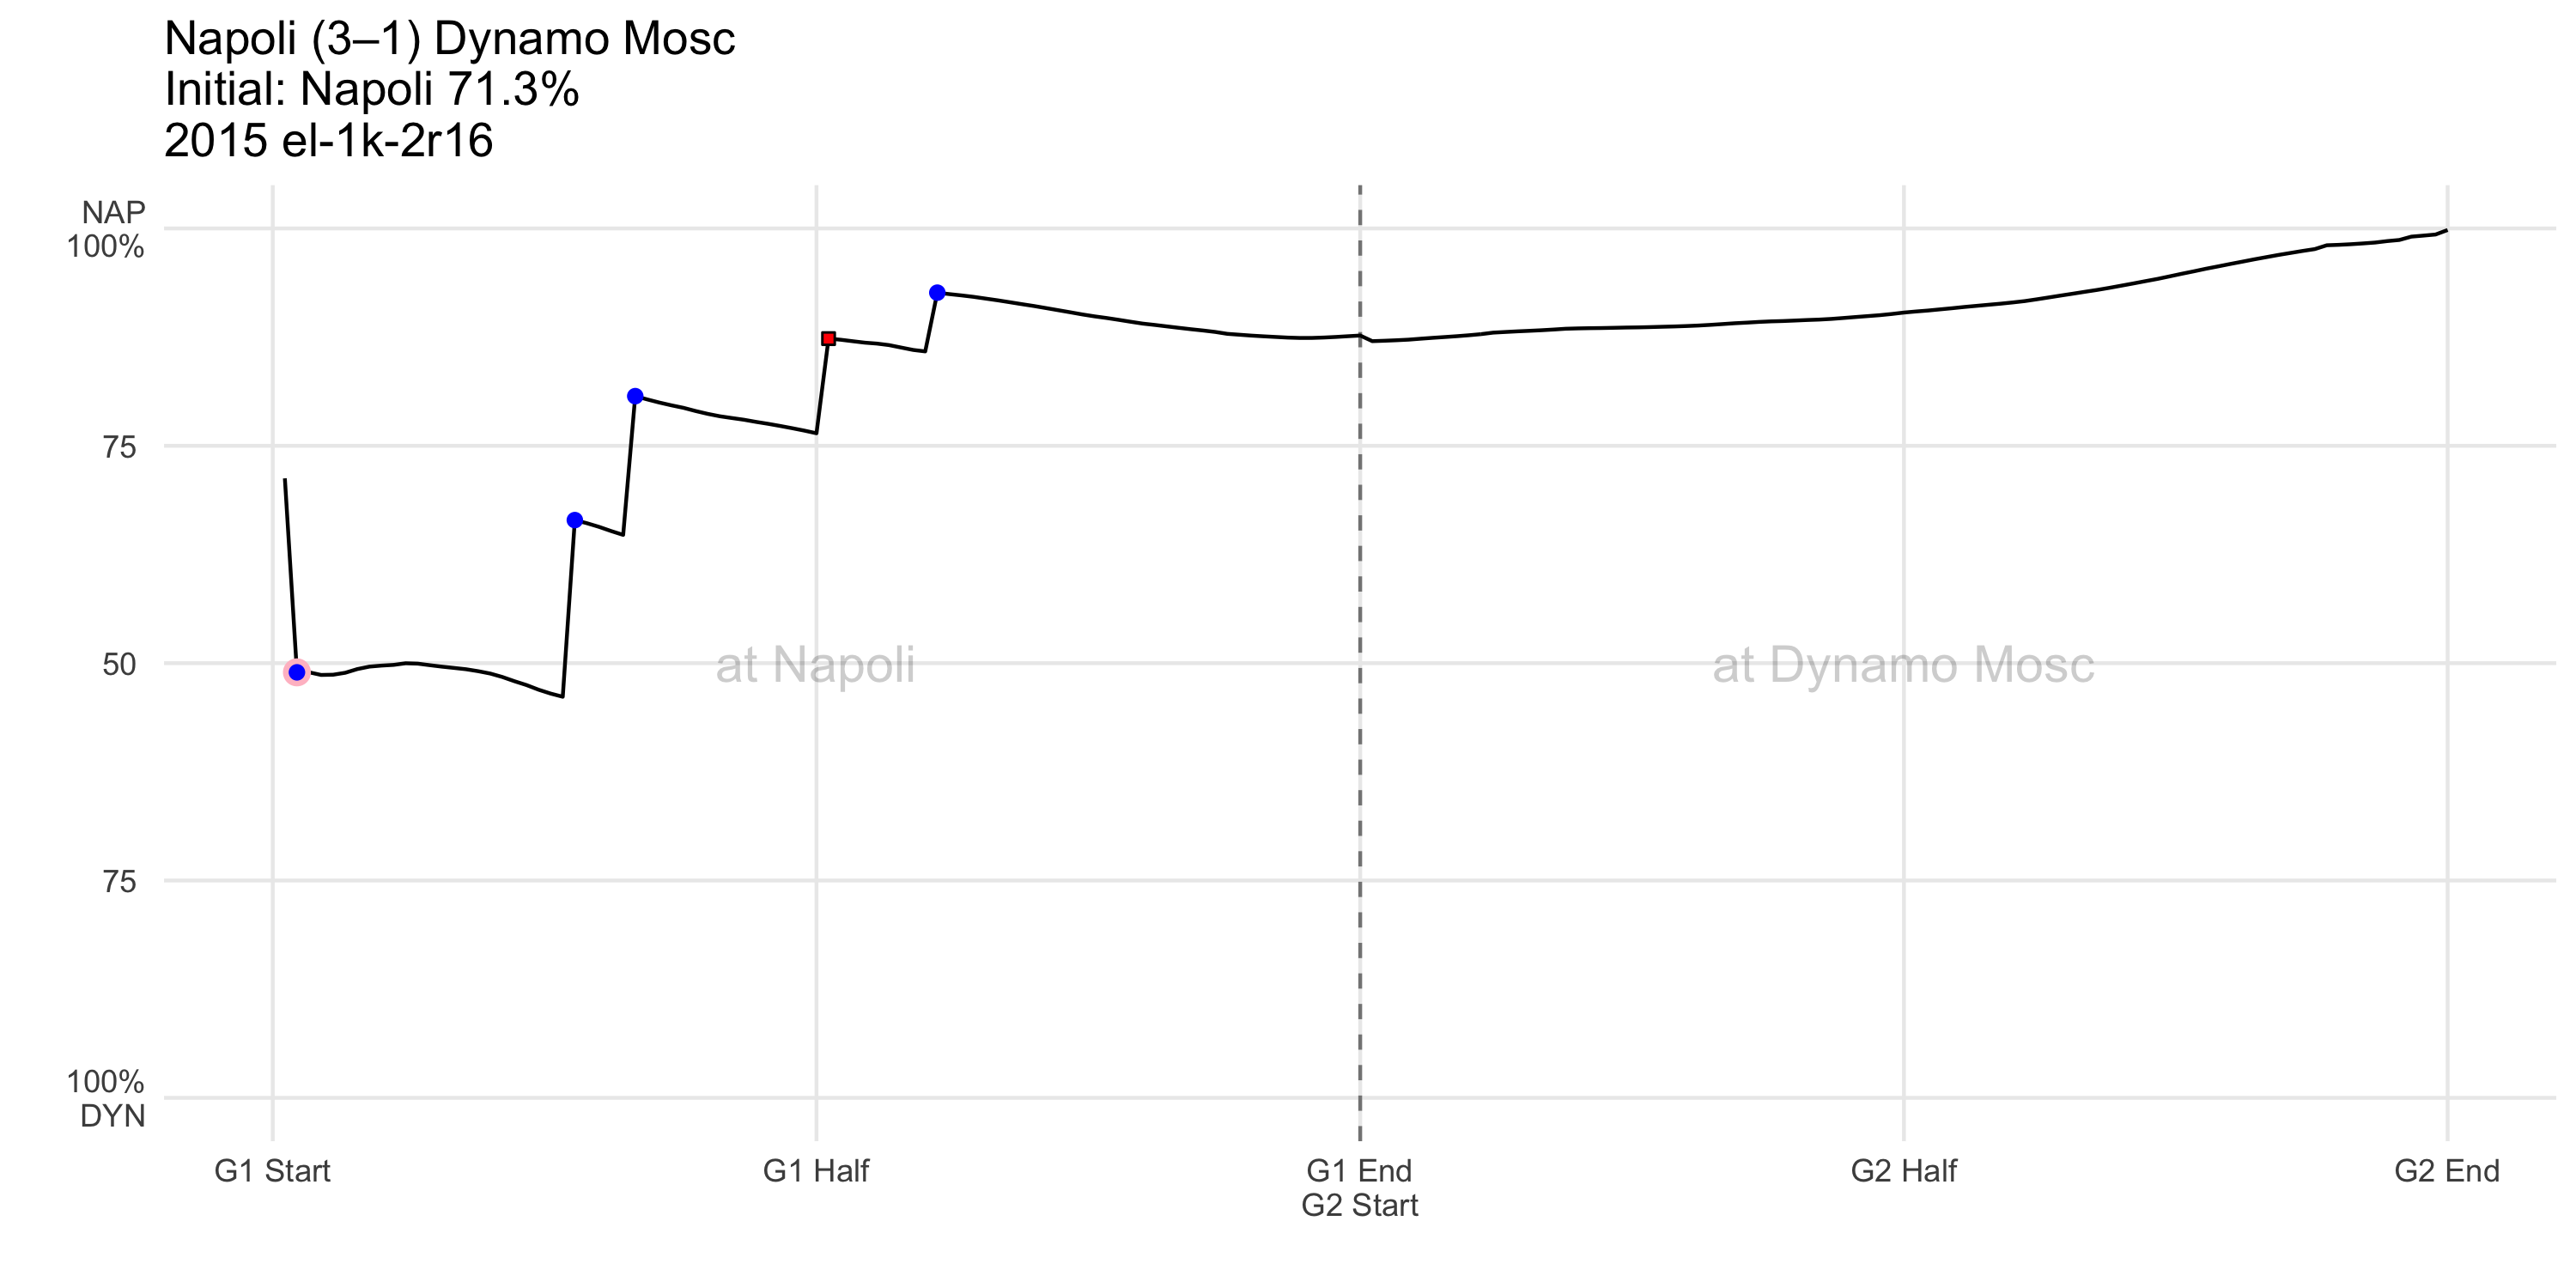 Napoli (3–1) Dynamo Mosc
Initial: Napoli 71.3%
2015 el-1k-2r16
NAP
100%
75
50
75
100%
DYN
at Napoli
at Dynamo Mosc
G1 Start
G1 Half
G1 End
G2 Start
G2 Half
G2 End